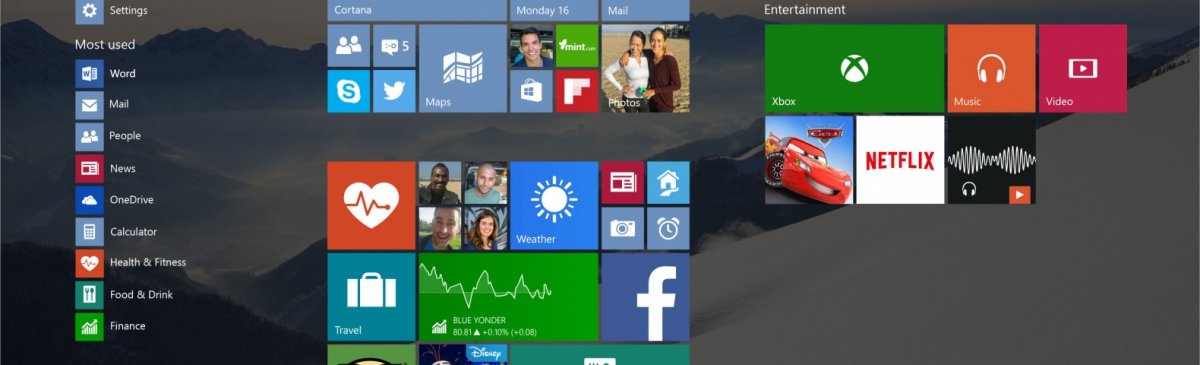 Settings
Most used
Word
Mail
People
News
OneDrive
Calculator
Health & Fitness
Food & Drink
Finance
Cortana
Monday 16
Mail
5
mint.com
Maps
Photos
Weather
Travel
BLUE YONDER
80.81 ▲ +0.10% (+0.08)
Disney
Entertainment
Xbox
Music
Video
Cars
NETFLIX